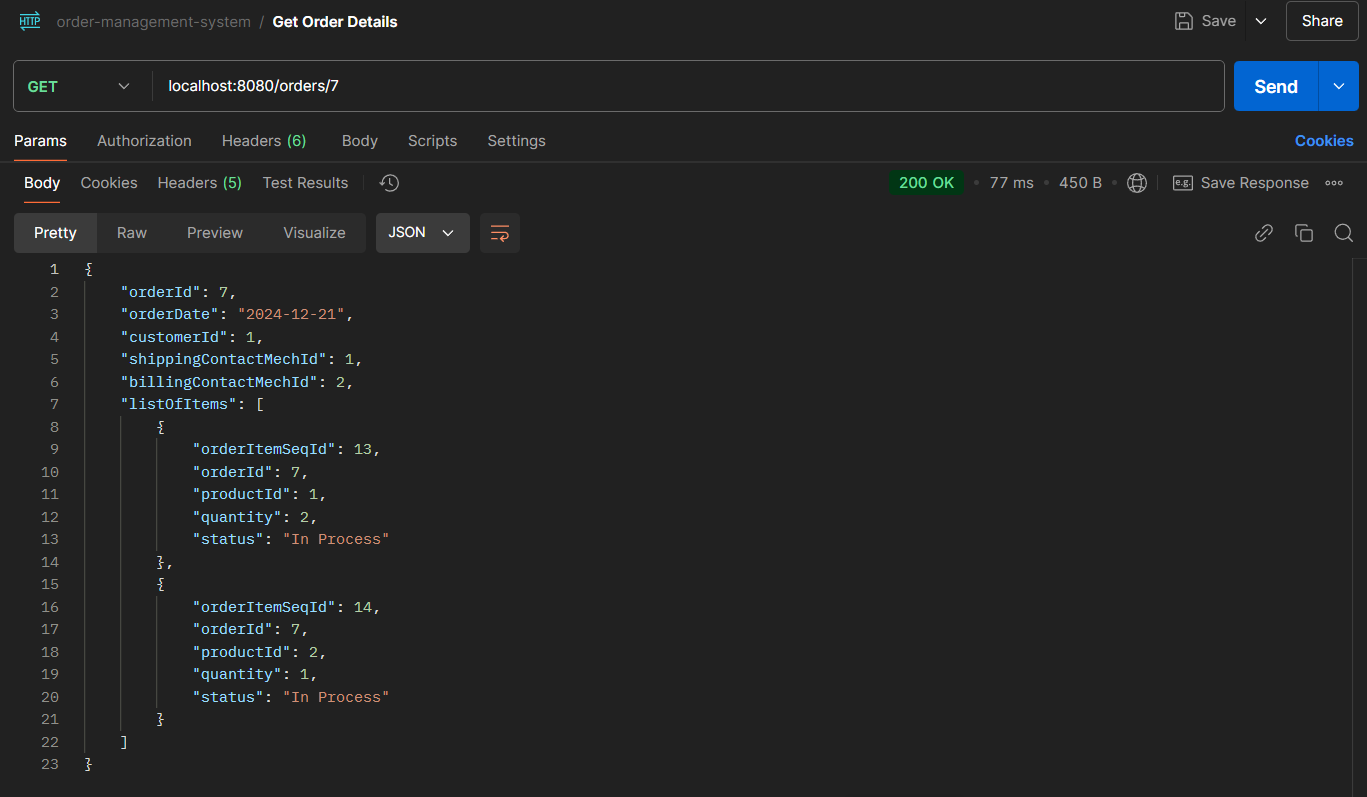 HTTP order-management-system / Get Order Details Save Share
GET localhost:8080/orders/7 Send
Params Authorization Headers (6) Body Scripts Settings Cookies
Body Cookies Headers (5) Test Results 200 OK • 77 ms • 450 B • e.g. Save Response
Pretty Raw Preview Visualize JSON
1 {
2 "orderId": 7,
3 "orderDate": "2024-12-21",
4 "customerId": 1,
5 "shippingContactMechId": 1,
6 "billingContactMechId": 2,
7 "listOfItems": [
8 {
9 "orderItemSeqId": 13,
10 "orderId": 7,
11 "productId": 1,
12 "quantity": 2,
13 "status": "In Process"
14 },
15 {
16 "orderItemSeqId": 14,
17 "orderId": 7,
18 "productId": 2,
19 "quantity": 1,
20 "status": "In Process"
21 }
22 ]
23 }